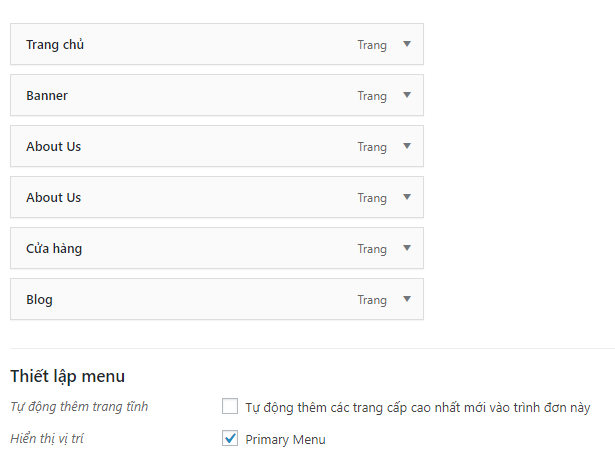 Trang chủ Trang
Banner Trang
About Us Trang
About Us Trang
Cửa hàng Trang
Blog Trang
Thiết lập menu
Tự động thêm trang tĩnh Tự động thêm các trang cấp cao nhất mới vào trình đơn này
Hiển thị vị trí Primary Menu